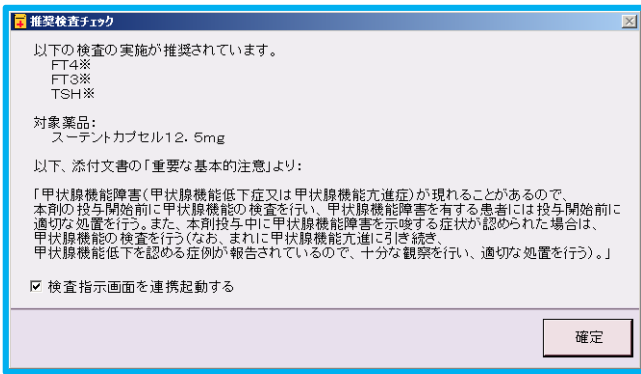 推奨検査チェック
以下の検査の実施が推奨されています。
FT4※
FT3※
TSH※
対象薬品:
スーテントカプセル12.5mg
以下、添付文書の「重要な基本的注意」より:
「甲状腺機能障害(甲状腺機能低下症又は甲状腺機能亢進症)が現れることがあるので、
本剤の投与開始前に甲状腺機能の検査を行い、甲状腺機能障害を有する患者には投与開始前に
適切な処置を行う。また、本剤投与中に甲状腺機能障害を示唆する症状が認められた場合は、
甲状腺機能の検査を行う(なお、まれに甲状腺機能亢進に引き続き、
甲状腺機能低下を認める症例が報告されているので、十分な観察を行い、適切な処置を行う)。」
検査指示画面を連携起動する
確定